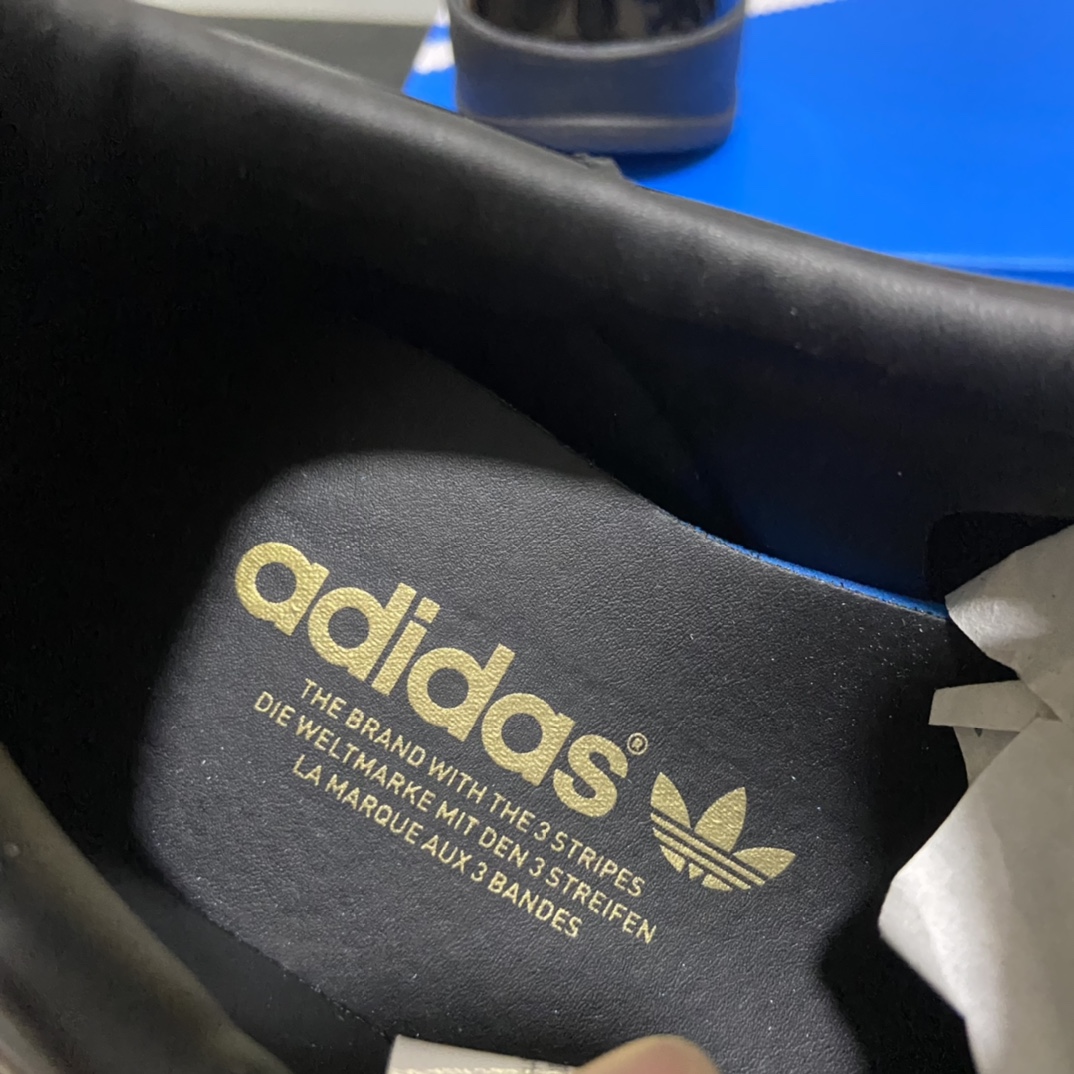 adidas®
THE BRAND WITH THE 3 STRIPES
DIE WELTMARKE MIT DEN 3 STREIFEN
LA MARQUE AUX 3 BANDES